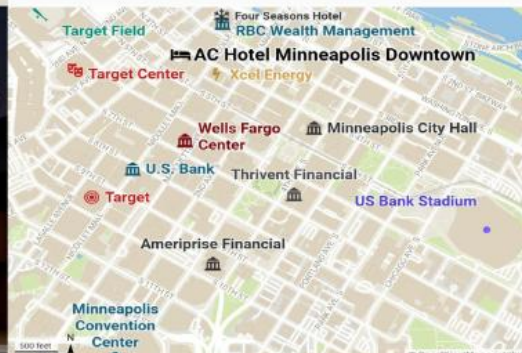 Four Seasons Hotel
RBC Wealth Management
Target Field
AC Hotel Minneapolis Downtown
Target Center
Xcel Energy
Wells Fargo
Center
Minneapolis City Hall
U.S. Bank
Thrivent Financial
Target
US Bank Stadium
Ameriprise Financial
Minneapolis
Convention
Center
500 feet
N